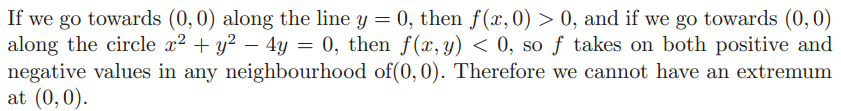 If we go towards (0, 0) along the line y = 0, then f(x, 0) > 0, and if we go towards (0, 0)
along the circle x² + y² − 4y = 0, then f(x, y) < 0, so f takes on both positive and
negative values in any neighbourhood of(0, 0). Therefore we cannot have an extremum
at (0, 0).